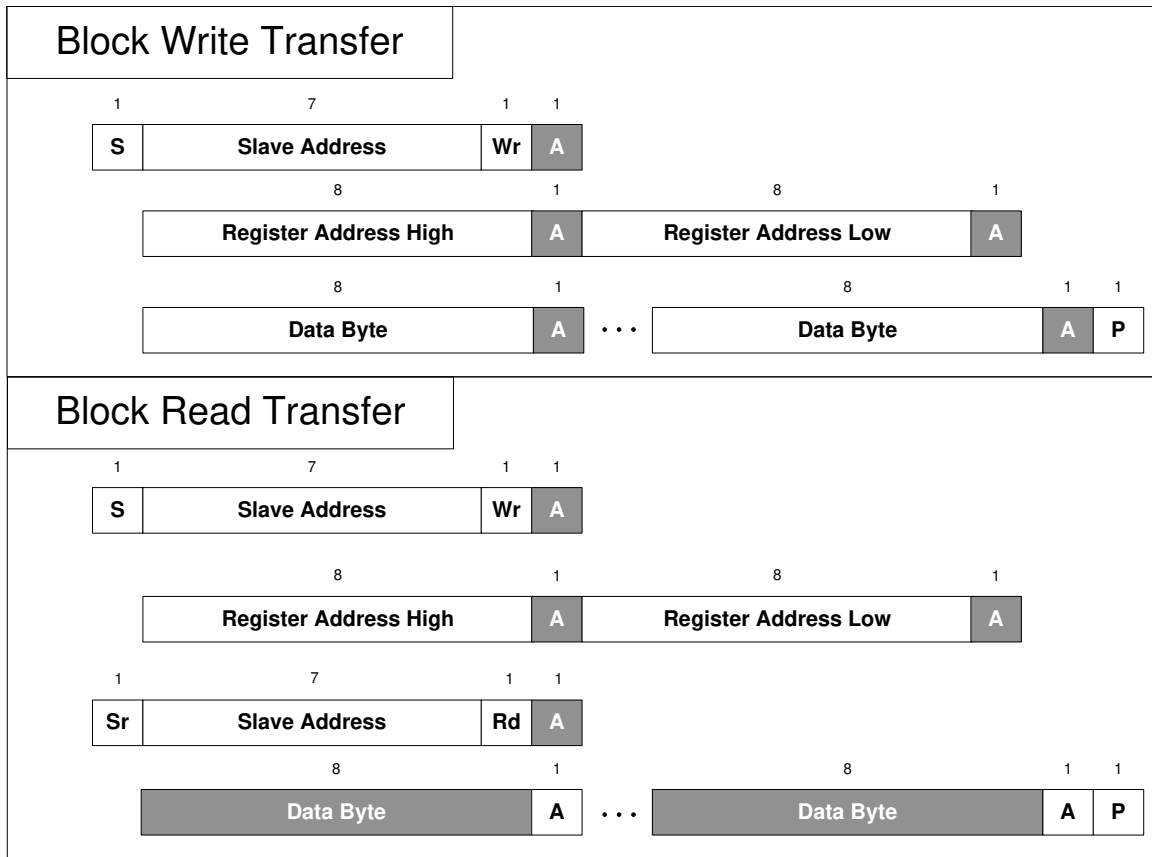 Block Write Transfer
1 7 1 1
S Slave Address Wr A
8 1 8 1
Register Address High A Register Address Low A
8 1 8 1 1
Data Byte A ... Data Byte A P
Block Read Transfer
1 7 1 1
S Slave Address Wr A
8 1 8 1
Register Address High A Register Address Low A
1 7 1 1
Sr Slave Address Rd A
8 1 8 1 1
Data Byte A ... Data Byte A P